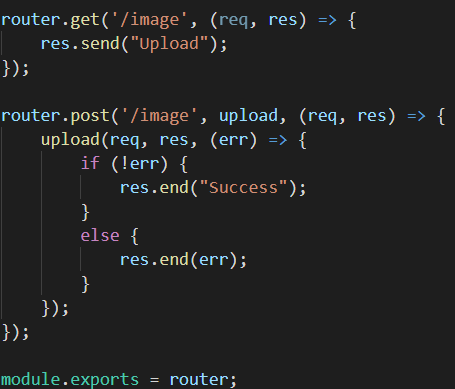 router.get('/image', (req, res) => {
    res.send("Upload");
});

router.post('/image', upload, (req, res) => {
    upload(req, res, (err) => {
        if (!err) {
            res.end("Success");
        }
        else {
            res.end(err);
        }
    });
});

module.exports = router;